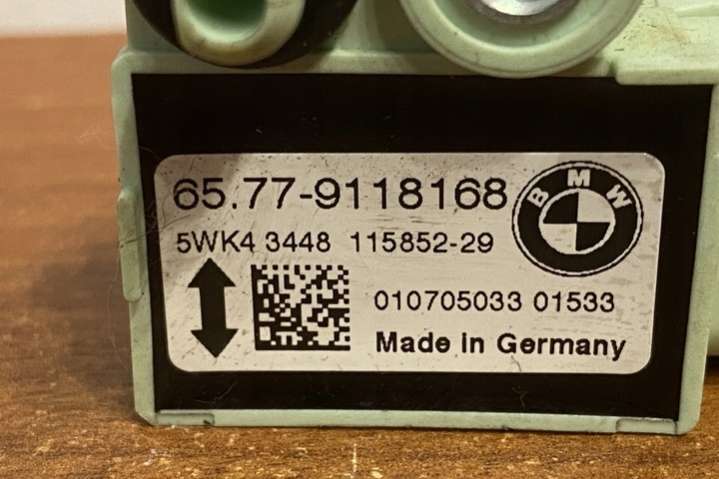 65.77-9118168
BMW
5WK4 3448 115852-29
010705033 01533
Made in Germany